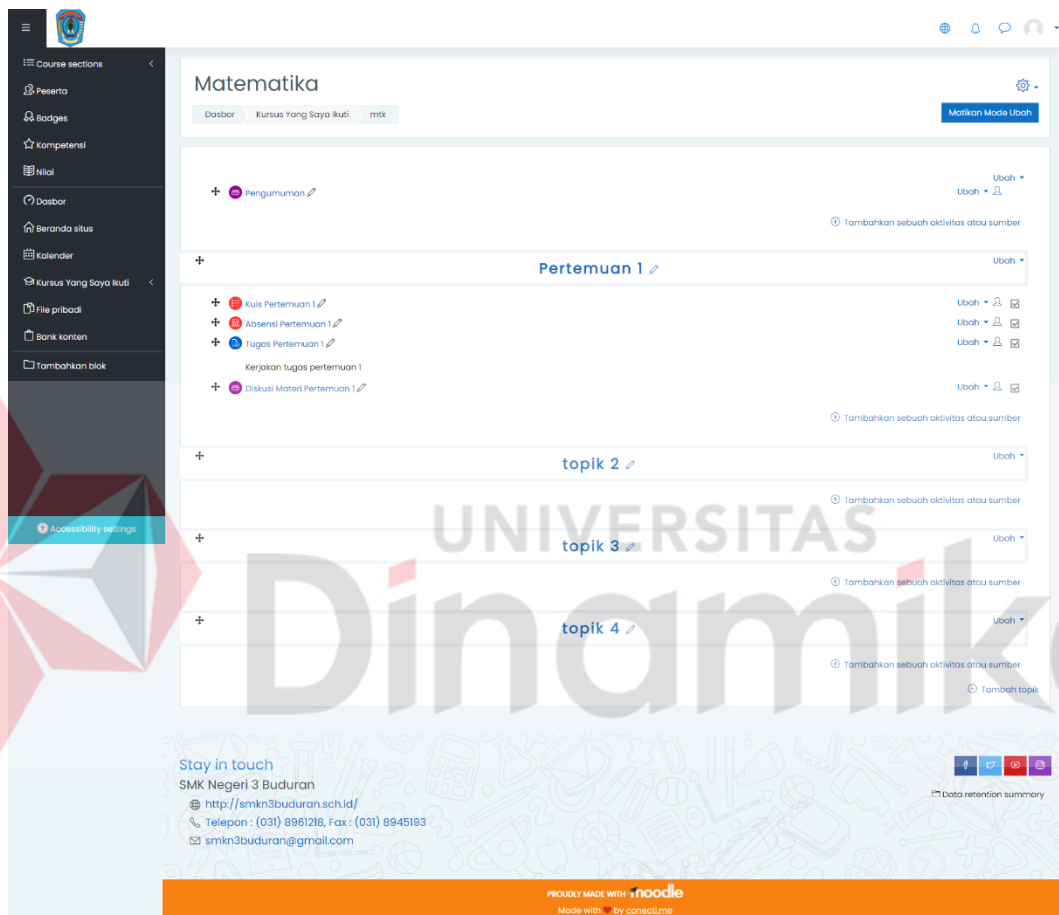 Course sections
Peserta
Badges
Kompetensi
Nilai
Dasbor
Beranda situs
Kalender
Kursus Yang Saya Ikuti
File pribadi
Bank konten
Tambahkan blok
Accessibility settings
Matematika
Dasbor Kursus Yang Saya Ikuti mtk
Matikan Mode Ubah
Ubah
Pengumuman Ubah
Tambahkan sebuah aktivitas atau sumber
Pertemuan 1 Ubah
Kuis Pertemuan 1 Ubah
Absensi Pertemuan 1 Ubah
Tugas Pertemuan 1 Ubah
Kerjakan tugas pertemuan 1
Diskusi Materi Pertemuan 1 Ubah
Tambahkan sebuah aktivitas atau sumber
topik 2 Ubah
Tambahkan sebuah aktivitas atau sumber
topik 3 Ubah
Tambahkan sebuah aktivitas atau sumber
topik 4 Ubah
Tambahkan sebuah aktivitas atau sumber
Tambah topik
UNIVERSITAS
Dinamik
Stay in touch
SMK Negeri 3 Buduran
http://smkn3buduran.sch.id/
Telepon : (031) 8961218, Fax : (031) 8945193
smkn3buduran@gmail.com
Data retention summary
PROUDLY MADE WITH moodle
Made with by conecti.me